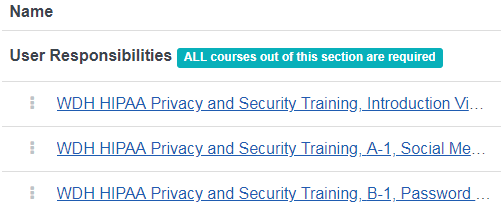 Name
User Responsibilities ALL courses out of this section are required
WDH HIPAA Privacy and Security Training, Introduction Vi...
WDH HIPAA Privacy and Security Training, A-1, Social Me...
WDH HIPAA Privacy and Security Training, B-1, Password ...